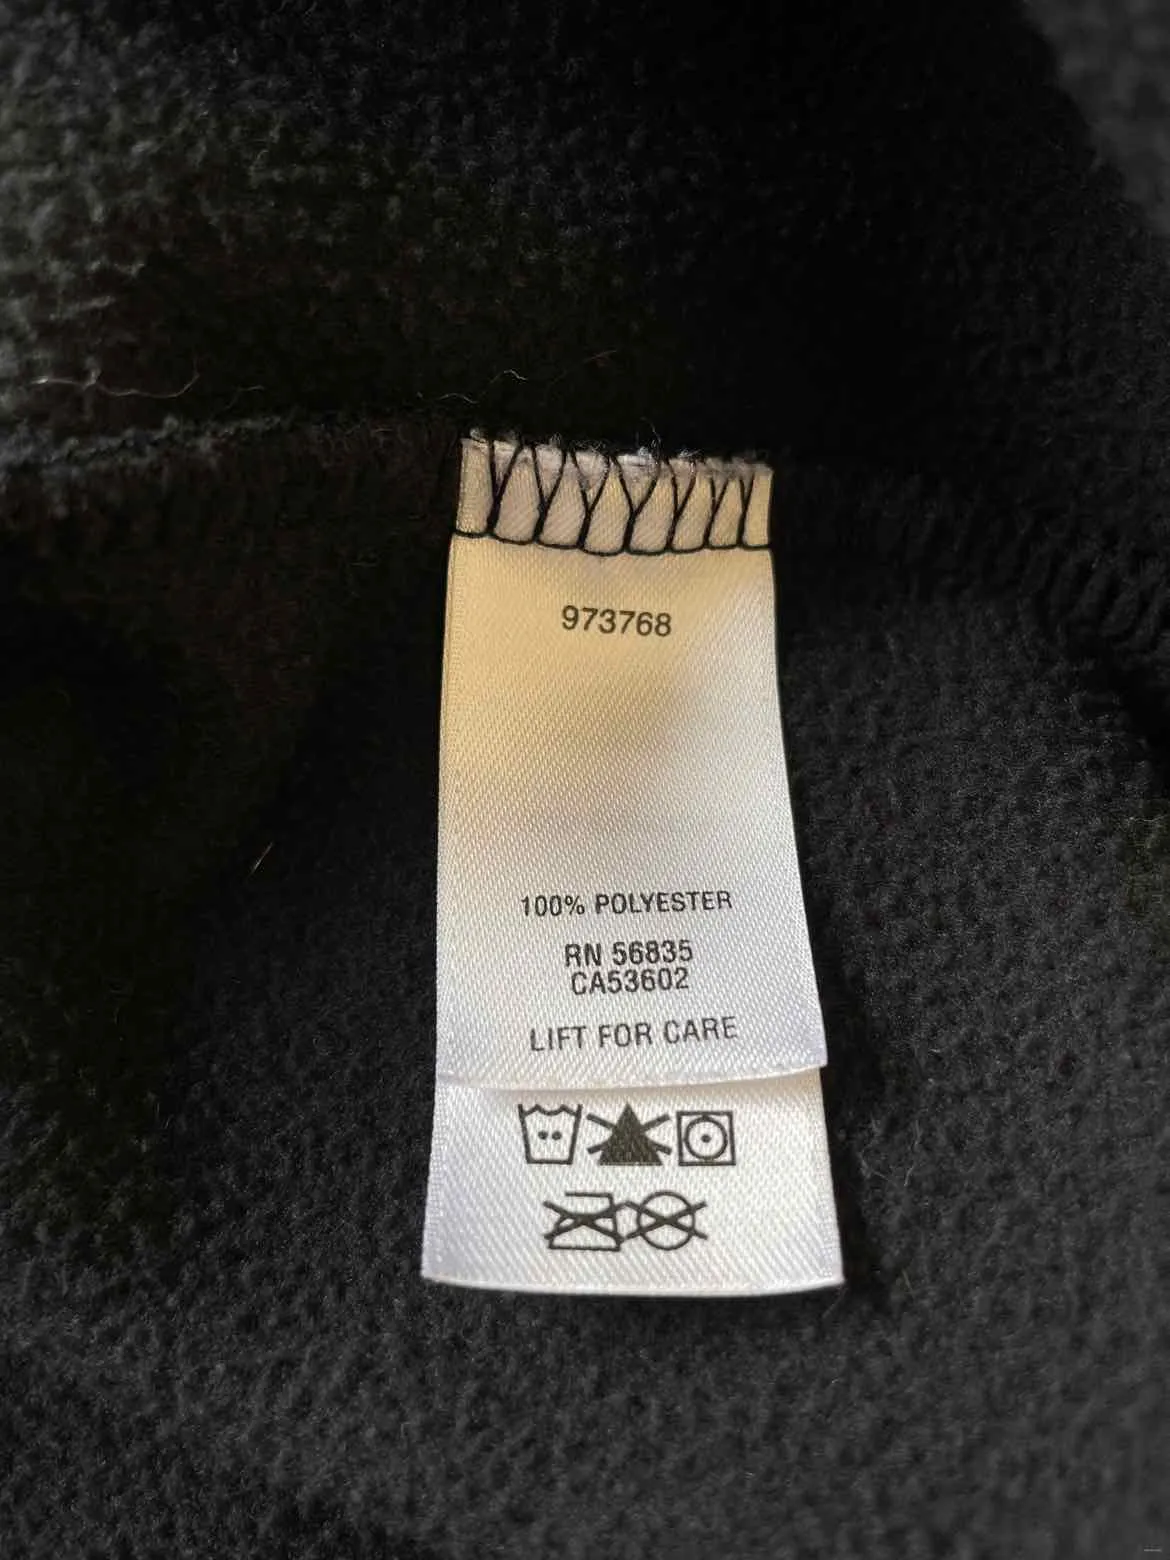 973768
100% POLYESTER
RN 56835
CA53602
LIFT FOR CARE